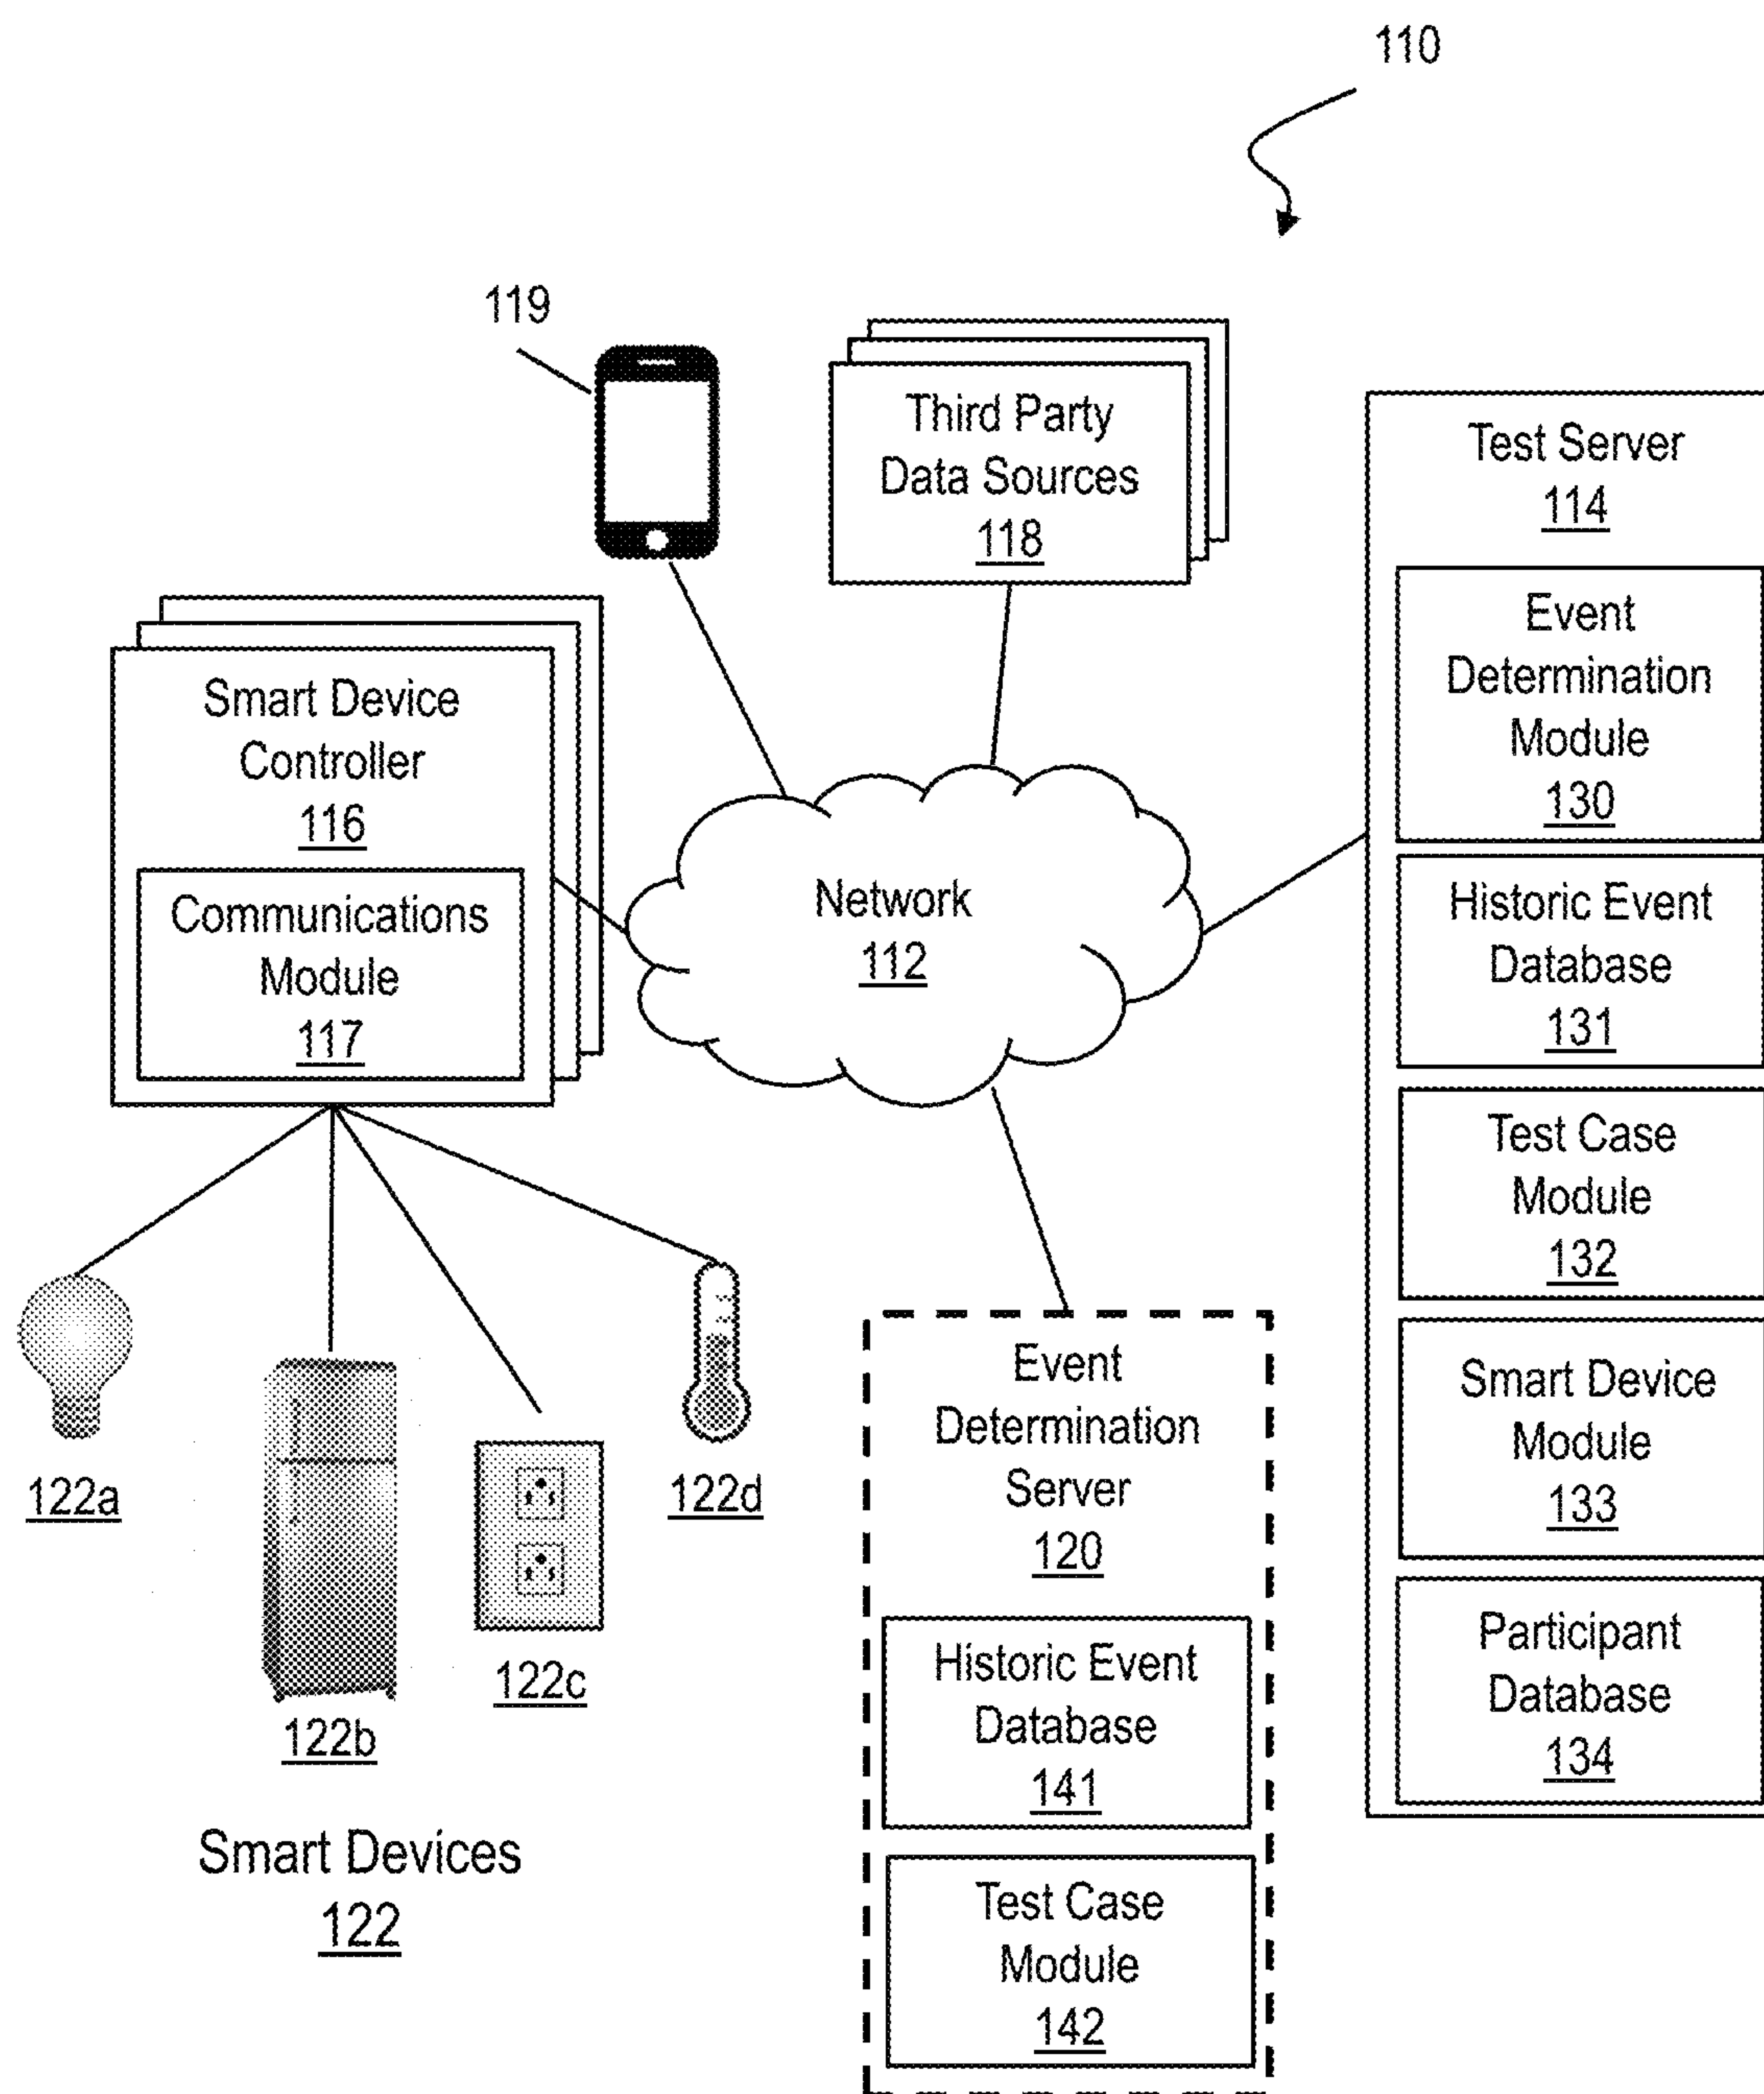 110
119
Third Party
Data Sources
118
Test Server
114
Event
Determination
Module
130
Historic Event
Database
131
Test Case
Module
132
Smart Device
Module
133
Participant
Database
134
Smart Device
Controller
116
Communications
Module
117
Network
112
122a
122b
122c
122d
Smart Devices
122
Event
Determination
Server
120
Historic Event
Database
141
Test Case
Module
142